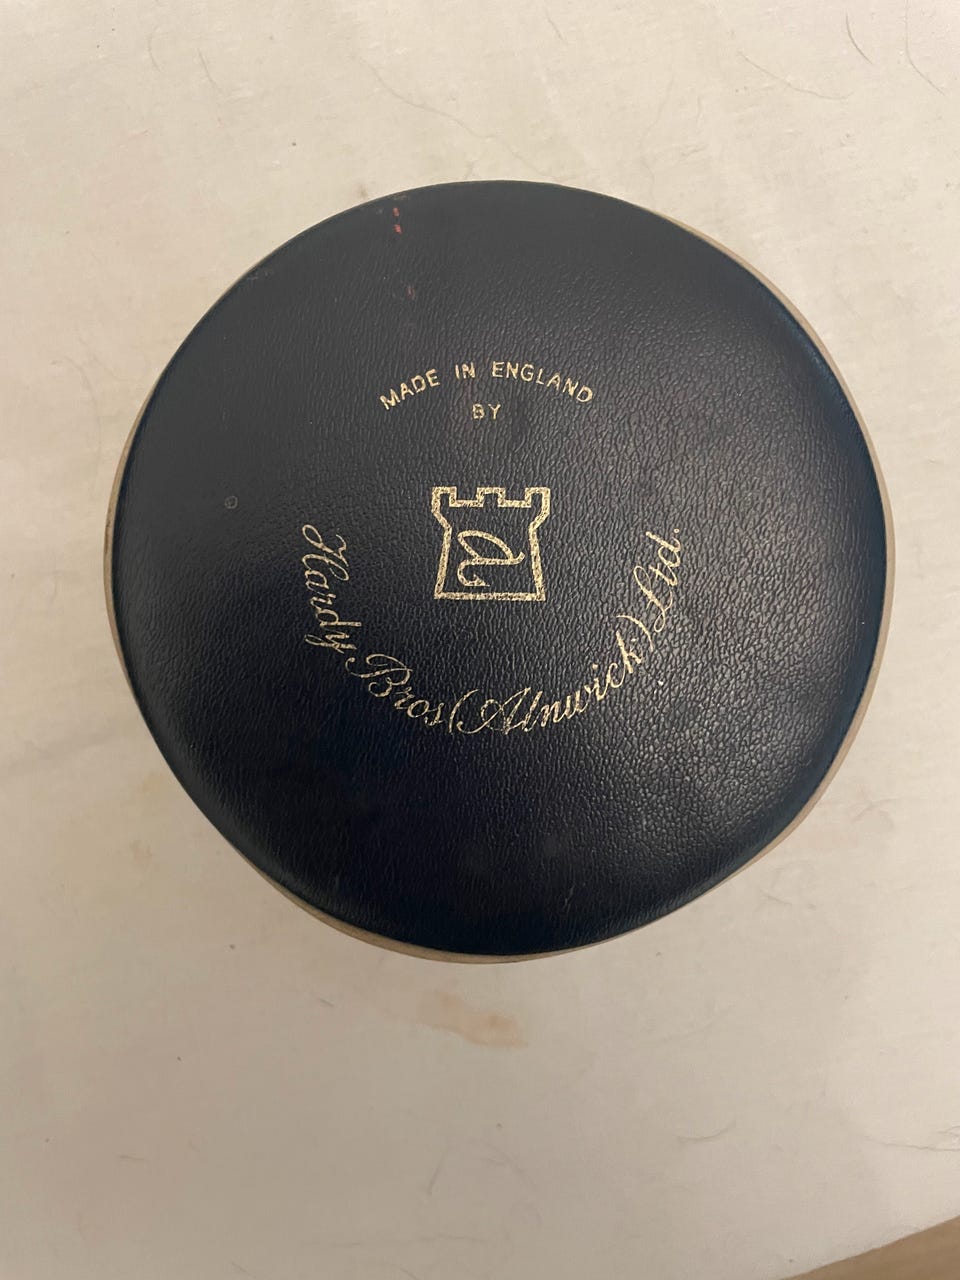 MADE IN ENGLAND
BY
a
Hardy Bros (Alnwick) Ltd.